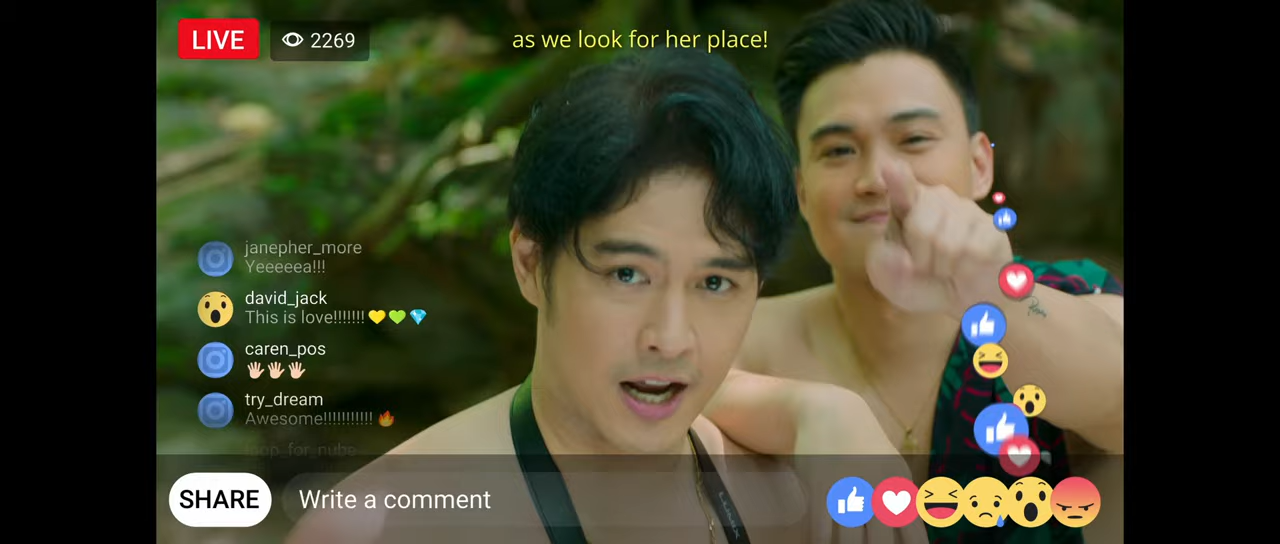 LIVE
2269
as we look for her place!
janepher_more
Yeeeeea!!!
david_jack
This is love!!!!!!!💛💚💎
caren_pos
🖐🏻🖐🏻🖐🏻
try_dream
Awesome!!!!!!!!!!! 🔥
SHARE
Write a comment